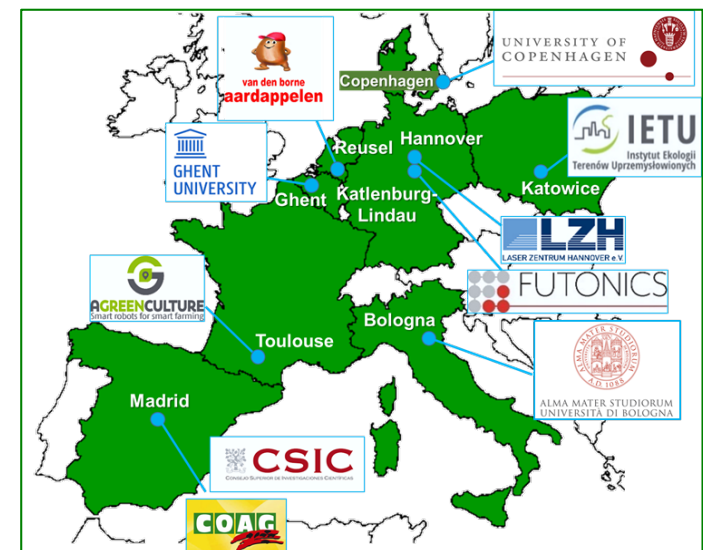 UNIVERSITY OF
COPENHAGEN
van den borne
aardappelen
Copenhagen
IETU
Instytut Ekologii
Terenów Uprzemysłowionych
GHENT
UNIVERSITY
Reusel
Hannover
Ghent
Katlenburg-
Lindau
Katowice
LZH
LASER ZENTRUM HANNOVER e.V.
FUTONICS
AGREENCULTURE
Smart robots for smart farming
Toulouse
Bologna
ALMA MATER STUDIORUM
A.D. 1088
ALMA MATER STUDIORUM
UNIVERSITÀ DI BOLOGNA
Madrid
CSIC
CONSEJO SUPERIOR DE INVESTIGACIONES CIENTÍFICAS
COAG